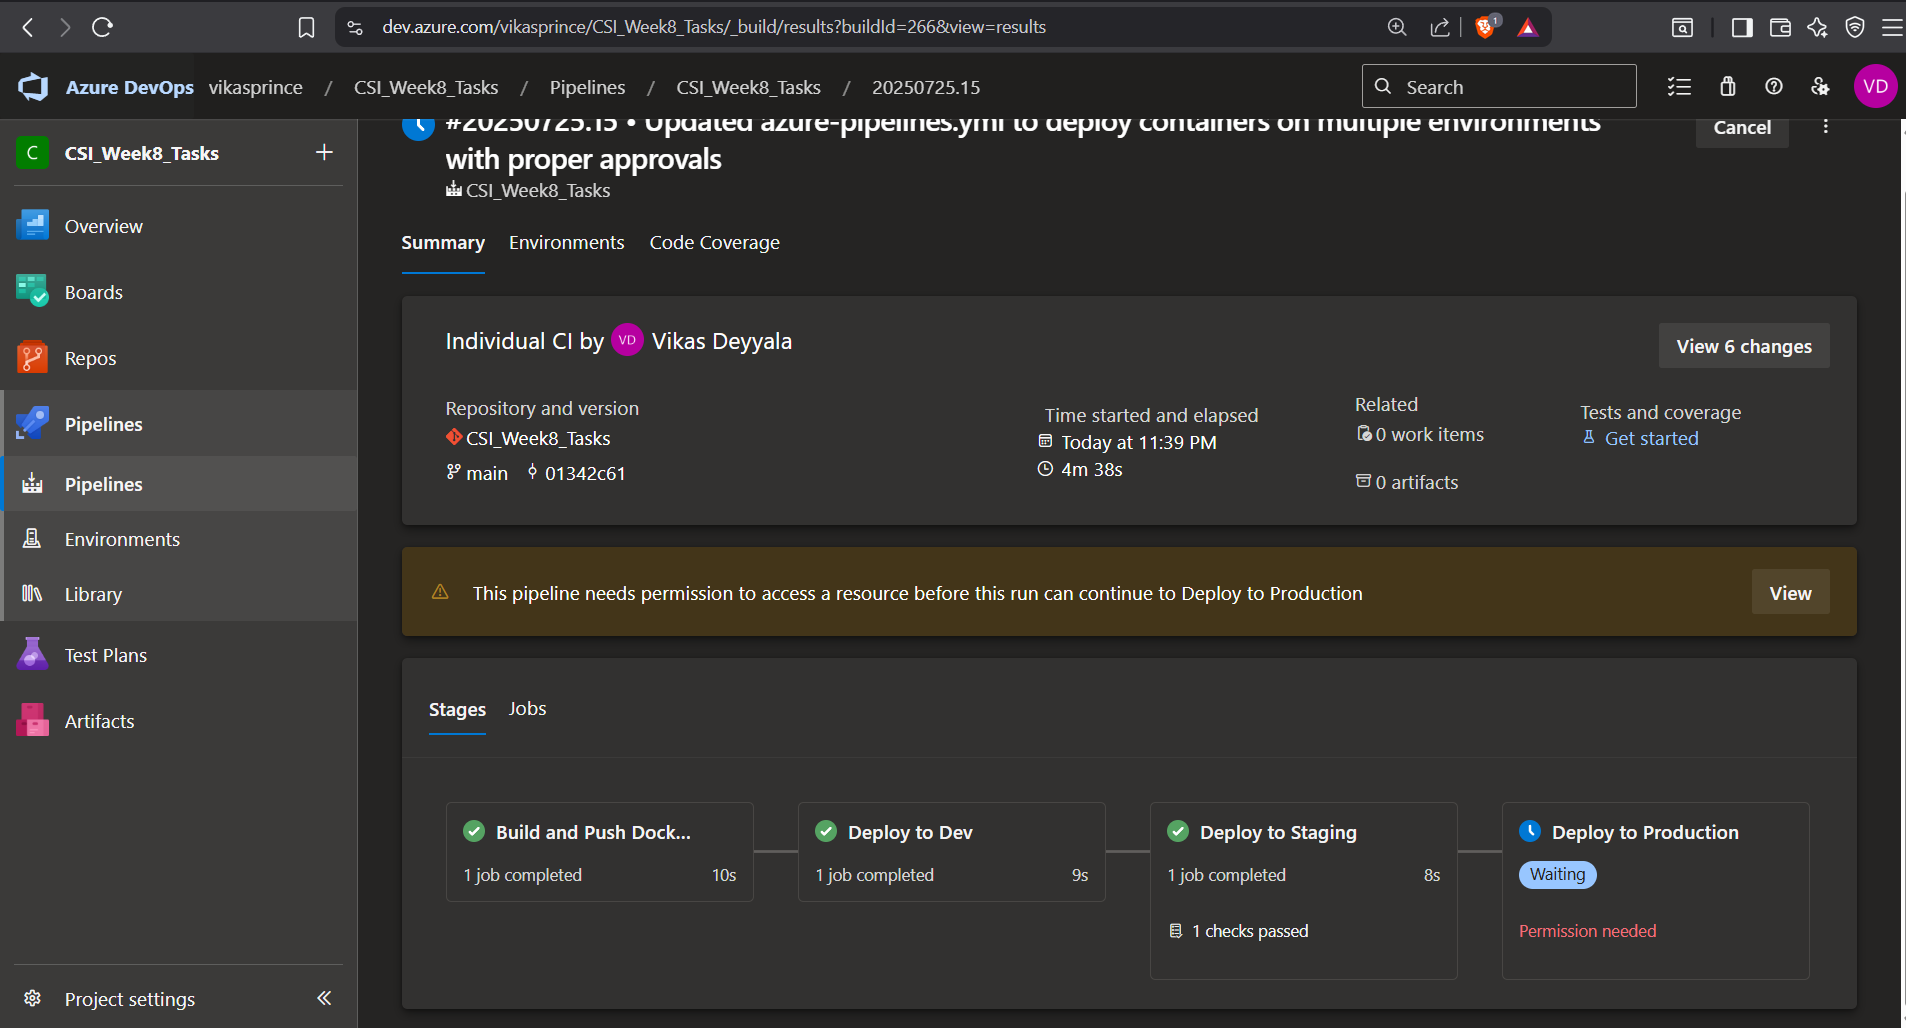 dev.azure.com/vikasprince/CSI_Week8_Tasks/_build/results?buildId=266&view=results
1
Azure DevOps vikasprince / CSI_Week8_Tasks / Pipelines / CSI_Week8_Tasks / 20250725.15
Search
VD
C CSI_Week8_Tasks
Overview
Boards
Repos
Pipelines
Pipelines
Environments
Library
Test Plans
Artifacts
Project settings
#20250725.15 • Updated azure-pipelines.yml to deploy containers on multiple environments
with proper approvals
CSI_Week8_Tasks
Cancel
Summary Environments Code Coverage
Individual CI by VD Vikas Deyyala
View 6 changes
Repository and version
CSI_Week8_Tasks
main 01342c61
Time started and elapsed
Today at 11:39 PM
4m 38s
Related
0 work items
0 artifacts
Tests and coverage
Get started
This pipeline needs permission to access a resource before this run can continue to Deploy to Production
View
Stages Jobs
Build and Push Dock...
1 job completed 10s
Deploy to Dev
1 job completed 9s
Deploy to Staging
1 job completed 8s
1 checks passed
Deploy to Production
Waiting
Permission needed